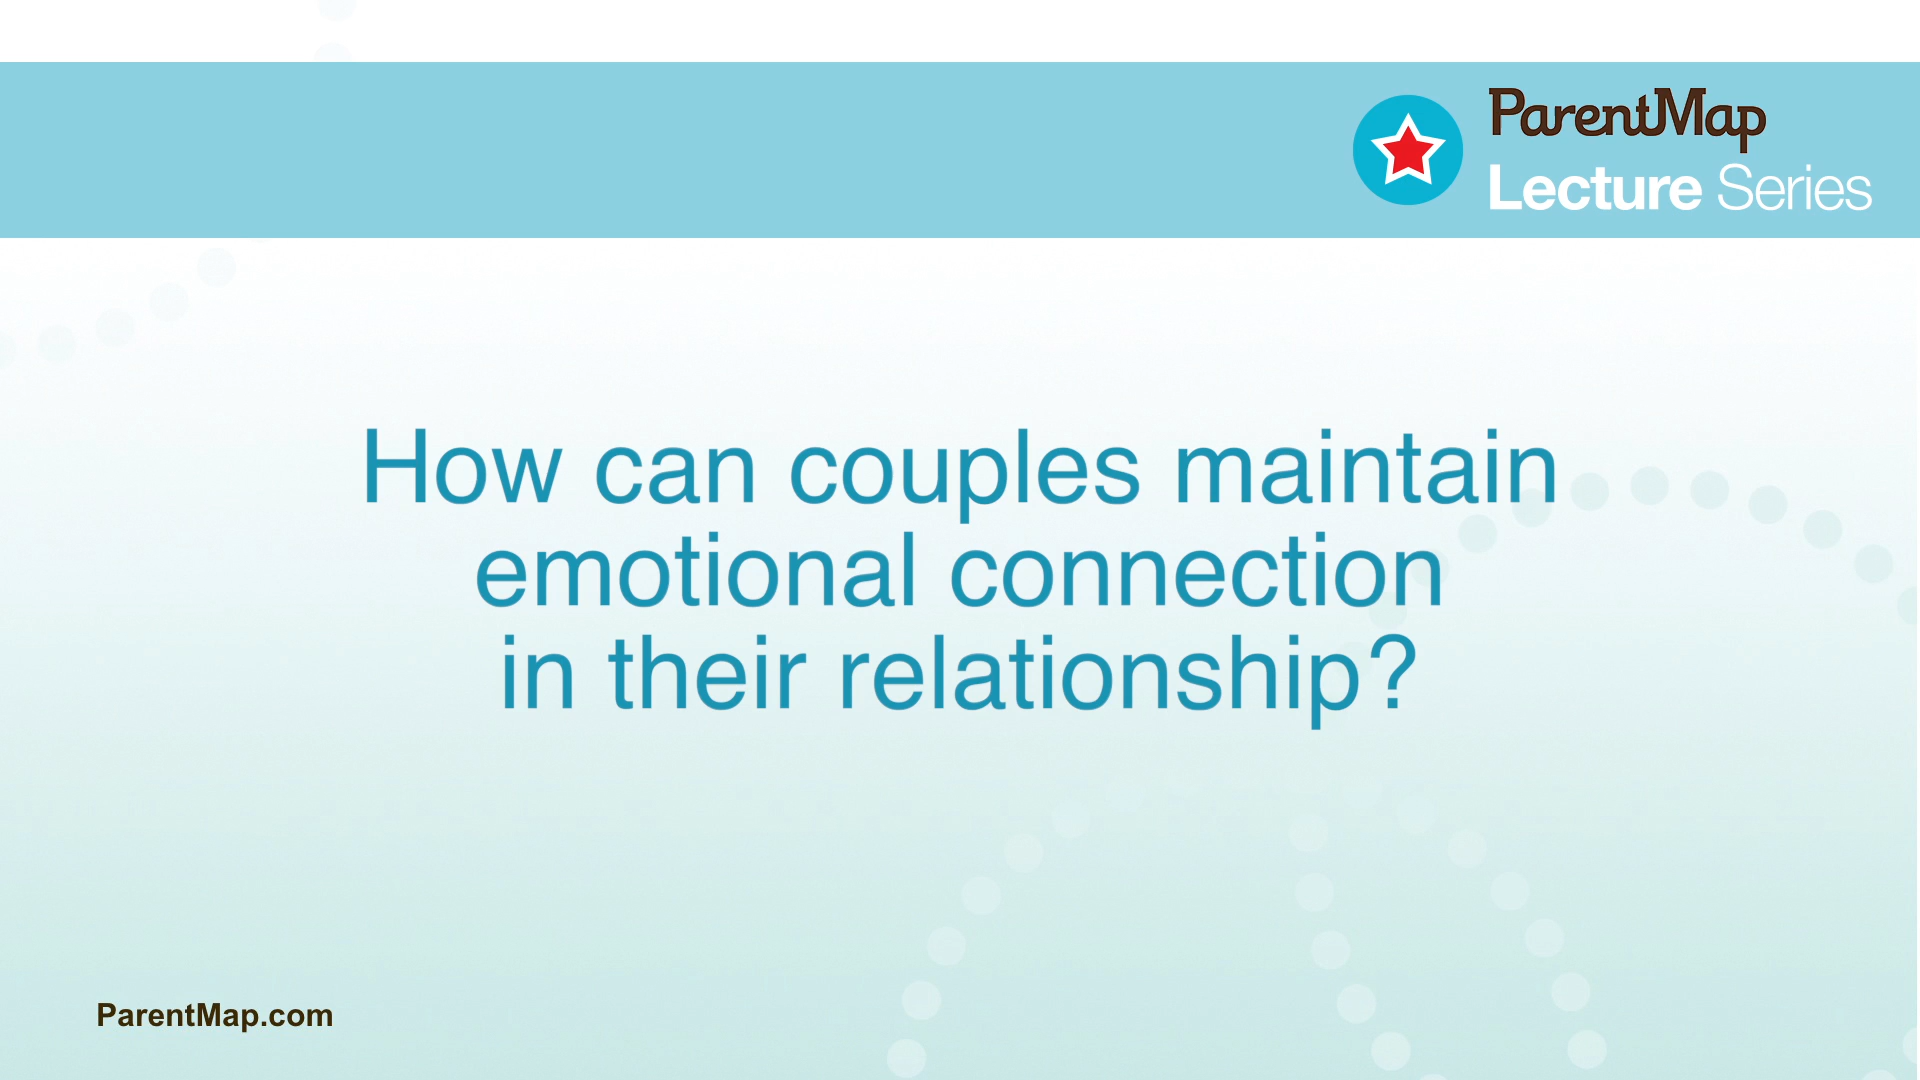 ParentMap
Lecture Series
How can couples maintain
emotional connection
in their relationship?
ParentMap.com